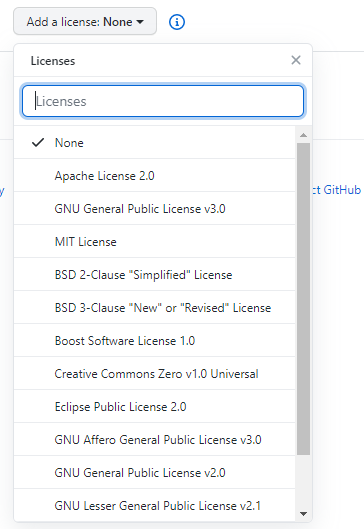 Add a license: None
Licenses
Licenses
None
Apache License 2.0
GNU General Public License v3.0
ct GitHub
MIT License
BSD 2-Clause "Simplified" License
BSD 3-Clause "New" or "Revised" License
Boost Software License 1.0
Creative Commons Zero v1.0 Universal
Eclipse Public License 2.0
GNU Affero General Public License v3.0
GNU General Public License v2.0
GNU Lesser General Public License v2.1